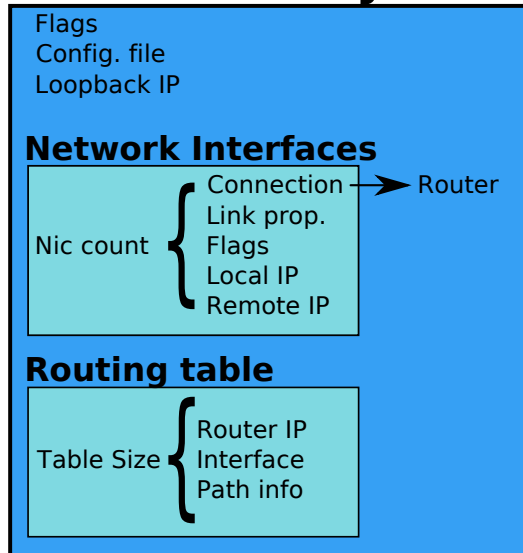 Flags
Config. file
Loopback IP
Network Interfaces
Connection
Router
Link prop.
Nic count
Flags
Local IP
Remote IP
Routing table
Router IP
Table Size
Interface
Path info